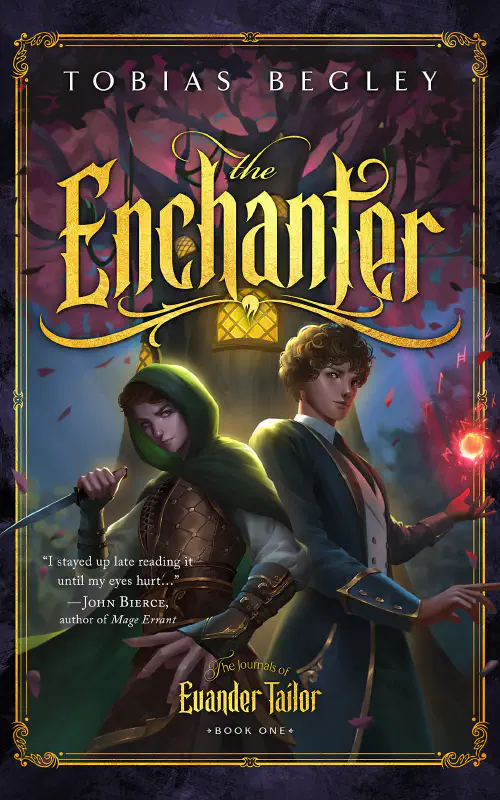 TOBIAS BEGLEY
the
Enchanter
“I stayed up late reading it
until my eyes hurt...”
—JOHN BIERCE,
author of Mage Errant
The Journals of
Evander Tailor
BOOK ONE